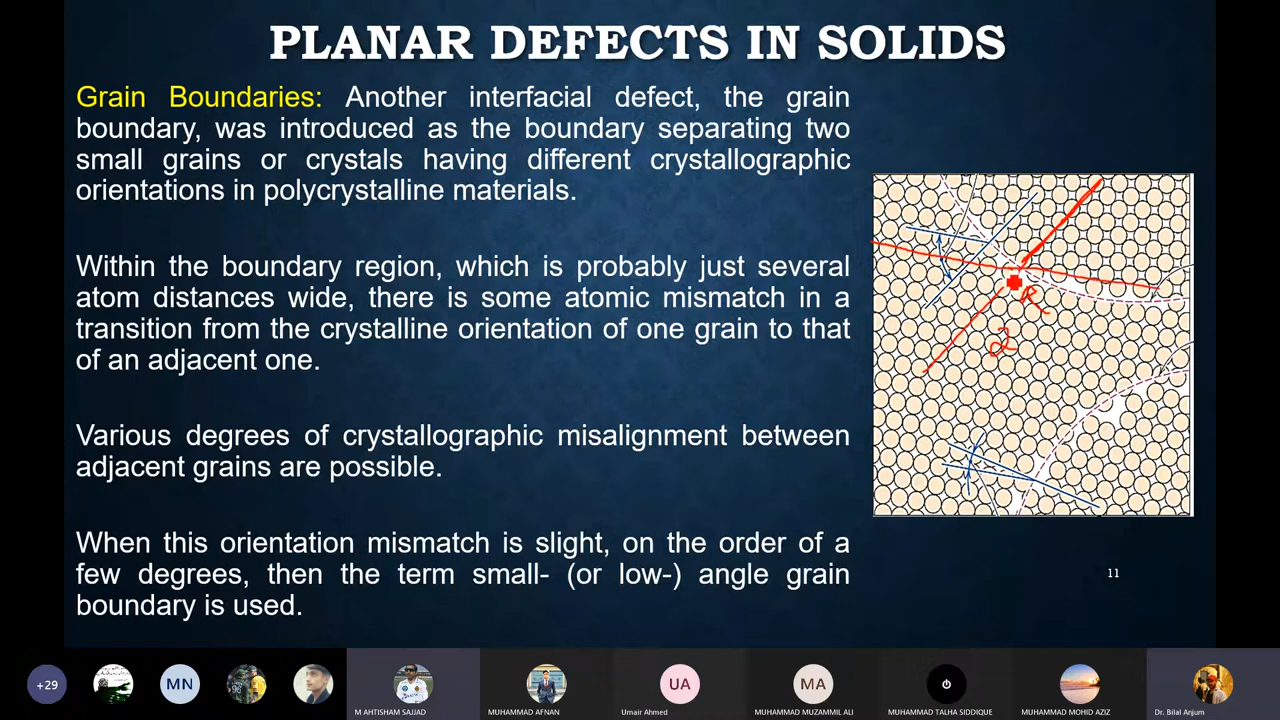 PLANAR DEFECTS IN SOLIDS
Grain Boundaries: Another interfacial defect, the grain
boundary, was introduced as the boundary separating two
small grains or crystals having different crystallographic
orientations in polycrystalline materials.
Within the boundary region, which is probably just several
atom distances wide, there is some atomic mismatch in a
transition from the crystalline orientation of one grain to that
of an adjacent one.
Various degrees of crystallographic misalignment between
adjacent grains are possible.
When this orientation mismatch is slight, on the order of a
few degrees, then the term small- (or low-) angle grain
boundary is used.
11
+29
MN
UA
MA
M AHTISHAM SAJJAD
MUHAMMAD AFNAN
Umair Ahmed
MUHAMMAD MUZAMMIL ALI
MUHAMMAD TALHA SIDDIQUE
MUHAMMAD MOHID AZIZ
Dr. Bilal Anjum